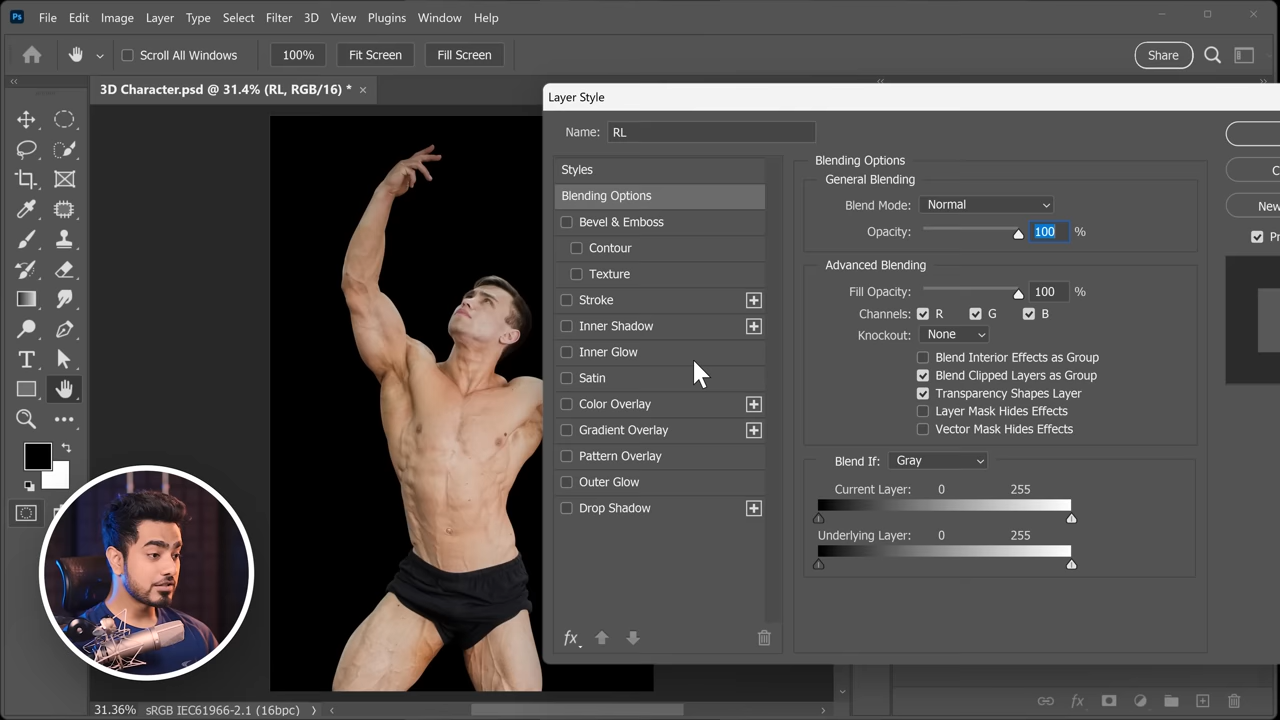 Ps File Edit Image Layer Type Select Filter 3D View Plugins Window Help
Scroll All Windows 100% Fit Screen Fill Screen Share
3D Character.psd @ 31.4% (RL, RGB/16) * ×
Layer Style
Name: RL
Styles
Blending Options
Bevel & Emboss
Contour
Texture
Stroke
Inner Shadow
Inner Glow
Satin
Color Overlay
Gradient Overlay
Pattern Overlay
Outer Glow
Drop Shadow
fx
Blending Options
General Blending
Blend Mode: Normal
Opacity: 100 %
Advanced Blending
Fill Opacity: 100 %
Channels: R G B
Knockout: None
Blend Interior Effects as Group
Blend Clipped Layers as Group
Transparency Shapes Layer
Layer Mask Hides Effects
Vector Mask Hides Effects
Blend If: Gray
Current Layer: 0 255
Underlying Layer: 0 255
C
New
Pr
31.36% sRGB IEC61966-2.1 (16bpc)
fx